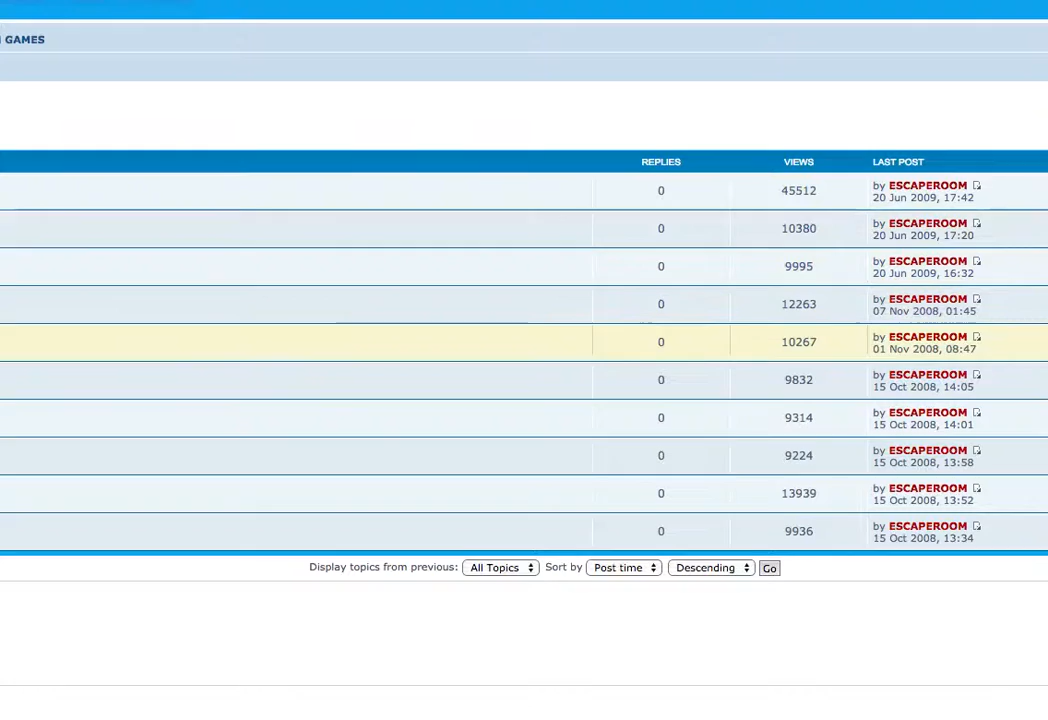 GAMES
REPLIES VIEWS LAST POST
0 45512 by ESCAPEROOM
20 Jun 2009, 17:42
0 10380 by ESCAPEROOM
20 Jun 2009, 17:20
0 9995 by ESCAPEROOM
20 Jun 2009, 16:32
0 12263 by ESCAPEROOM
07 Nov 2008, 01:45
0 10267 by ESCAPEROOM
01 Nov 2008, 08:47
0 9832 by ESCAPEROOM
15 Oct 2008, 14:05
0 9314 by ESCAPEROOM
15 Oct 2008, 14:01
0 9224 by ESCAPEROOM
15 Oct 2008, 13:58
0 13939 by ESCAPEROOM
15 Oct 2008, 13:52
0 9936 by ESCAPEROOM
15 Oct 2008, 13:34
Display topics from previous: All Topics Sort by Post time Descending Go